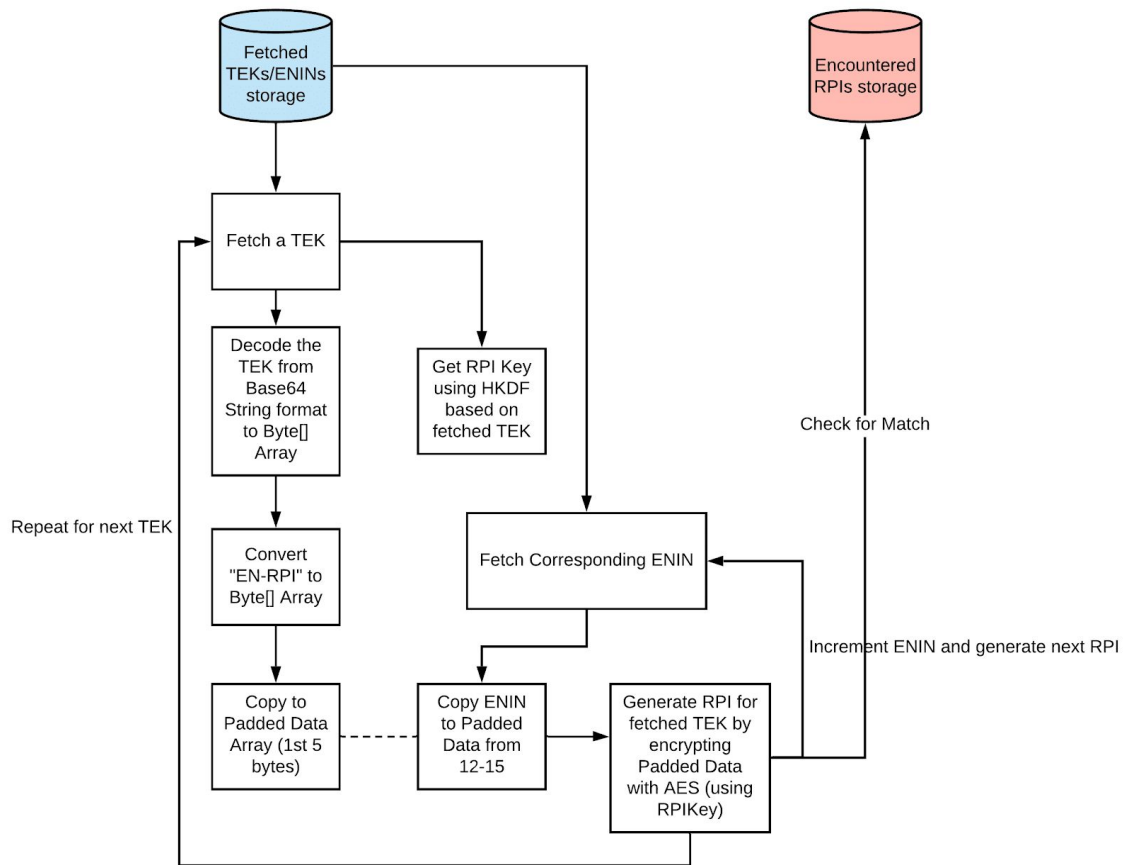 Fetched
TEKs/ENINs
storage
Encountered
RPIs storage
Fetch a TEK
Decode the
TEK from
Base64
String format
to Byte[]
Array
Get RPI Key
using HKDF
based on
fetched TEK
Check for Match
Repeat for next TEK
Convert
"EN-RPI" to
Byte[] Array
Fetch Corresponding ENIN
Increment ENIN and generate next RPI
Copy to
Padded Data
Array (1st 5
bytes)
Copy ENIN
to Padded
Data from
12-15
Generate RPI for
fetched TEK by
encrypting
Padded Data
with AES (using
RPIKey)